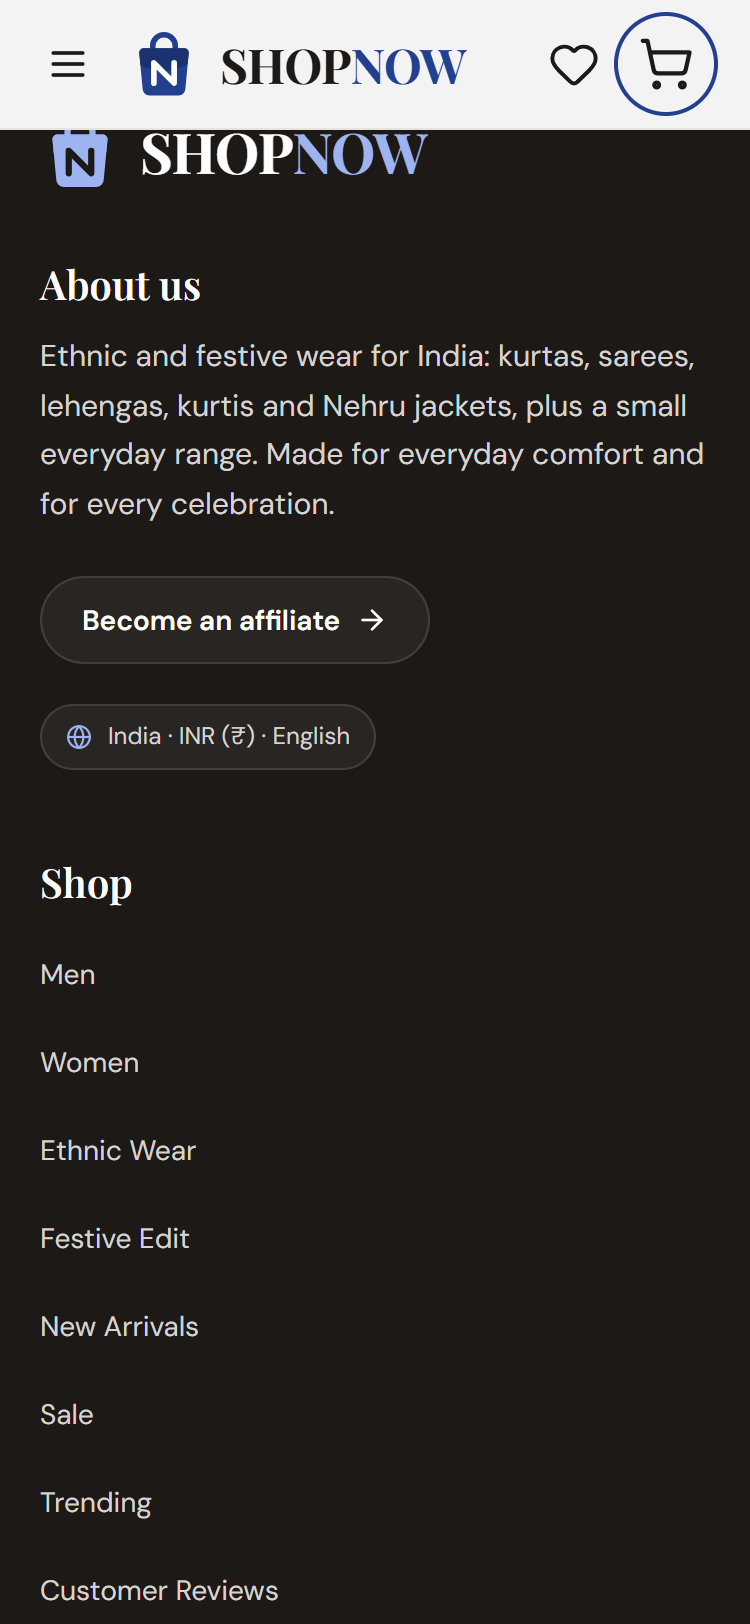 N SHOPNOW
N SHOPNOW
About us
Ethnic and festive wear for India: kurtas, sarees,
lehengas, kurtis and Nehru jackets, plus a small
everyday range. Made for everyday comfort and
for every celebration.
Become an affiliate →
India · INR (₹) · English
Shop
Men
Women
Ethnic Wear
Festive Edit
New Arrivals
Sale
Trending
Customer Reviews